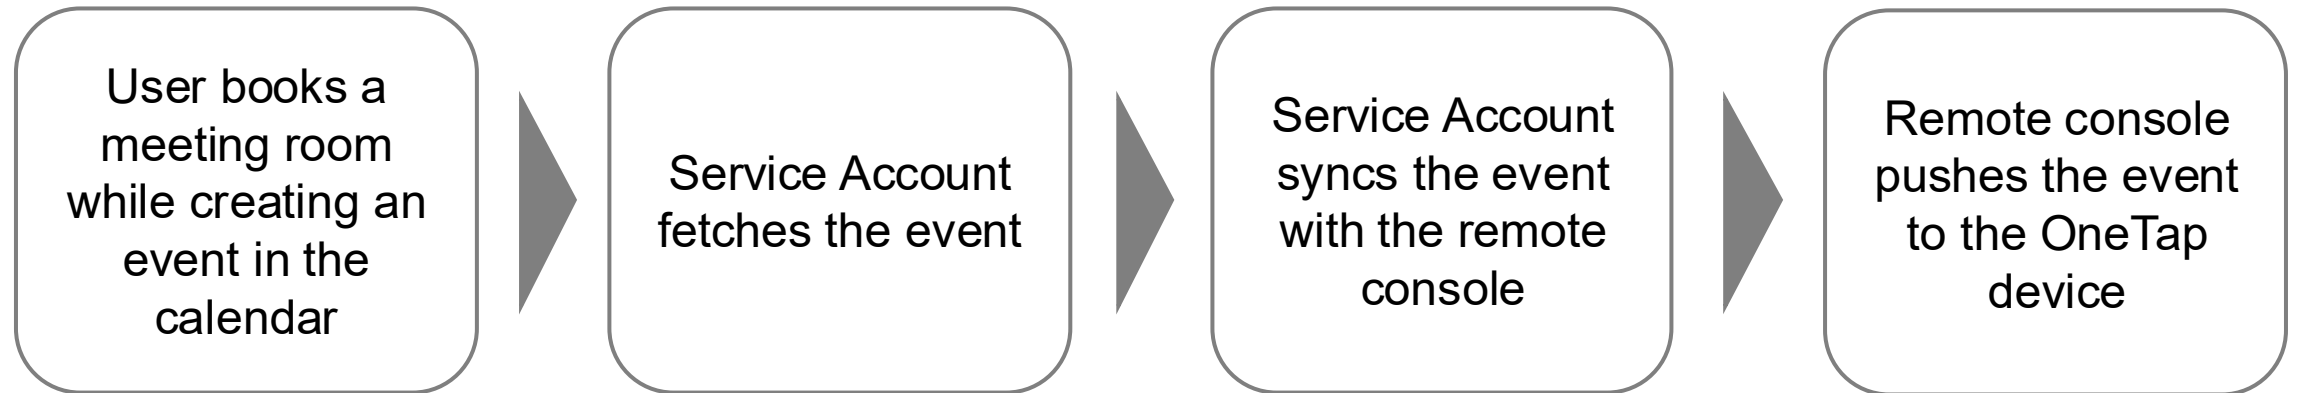 User books a
meeting room
while creating an
event in the
calendar
Service Account
fetches the event
Service Account
syncs the event
with the remote
console
Remote console
pushes the event
to the OneTap
device